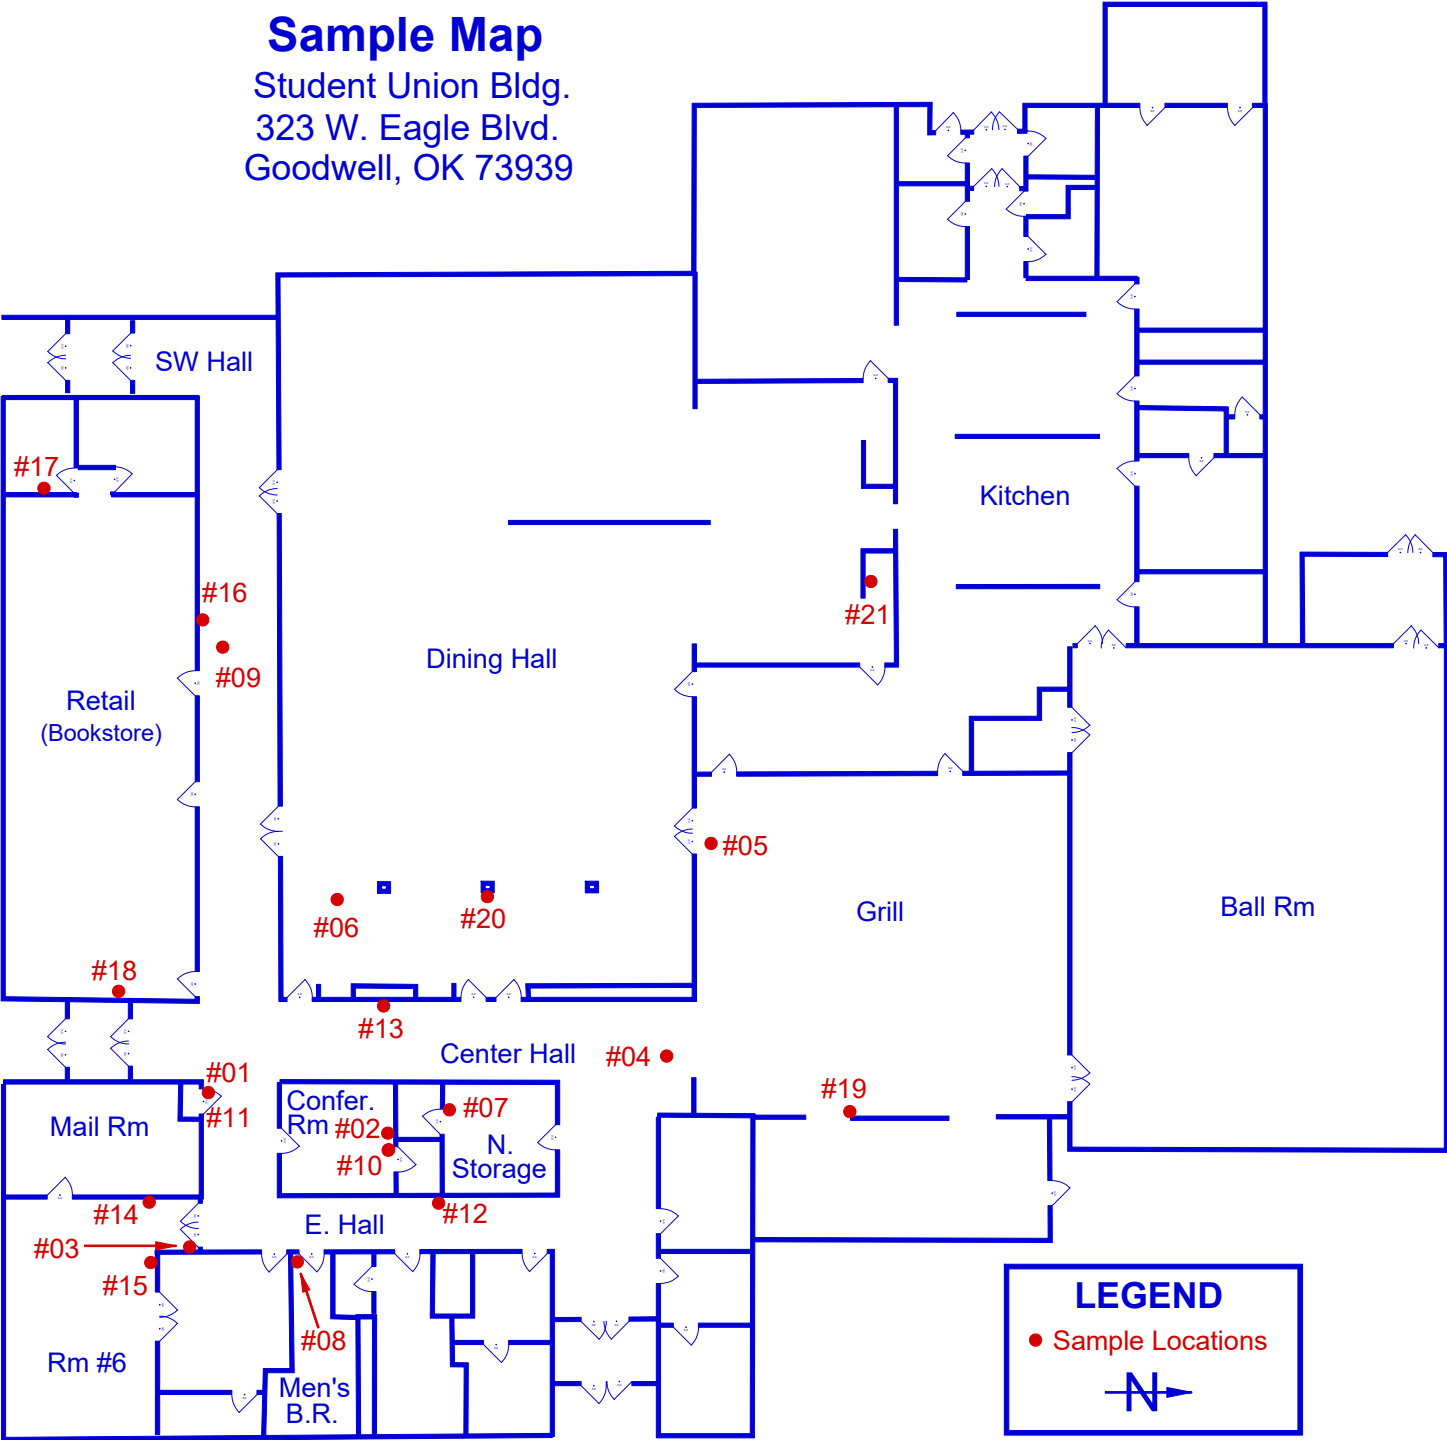 Sample Map
Student Union Bldg.
323 W. Eagle Blvd.
Goodwell, OK 73939
SW Hall
#17
Kitchen
#16
#21
Dining Hall
#09
Retail
(Bookstore)
#05
Grill
Ball Rm
#06
#20
#18
#13
Center Hall
#04
#01
#19
Confer.
Rm
#07
#11
Mail Rm
#02
N.
Storage
#10
#14
#12
E. Hall
#03
#15
#08
Rm #6
Men's
B.R.
LEGEND
Sample Locations
N